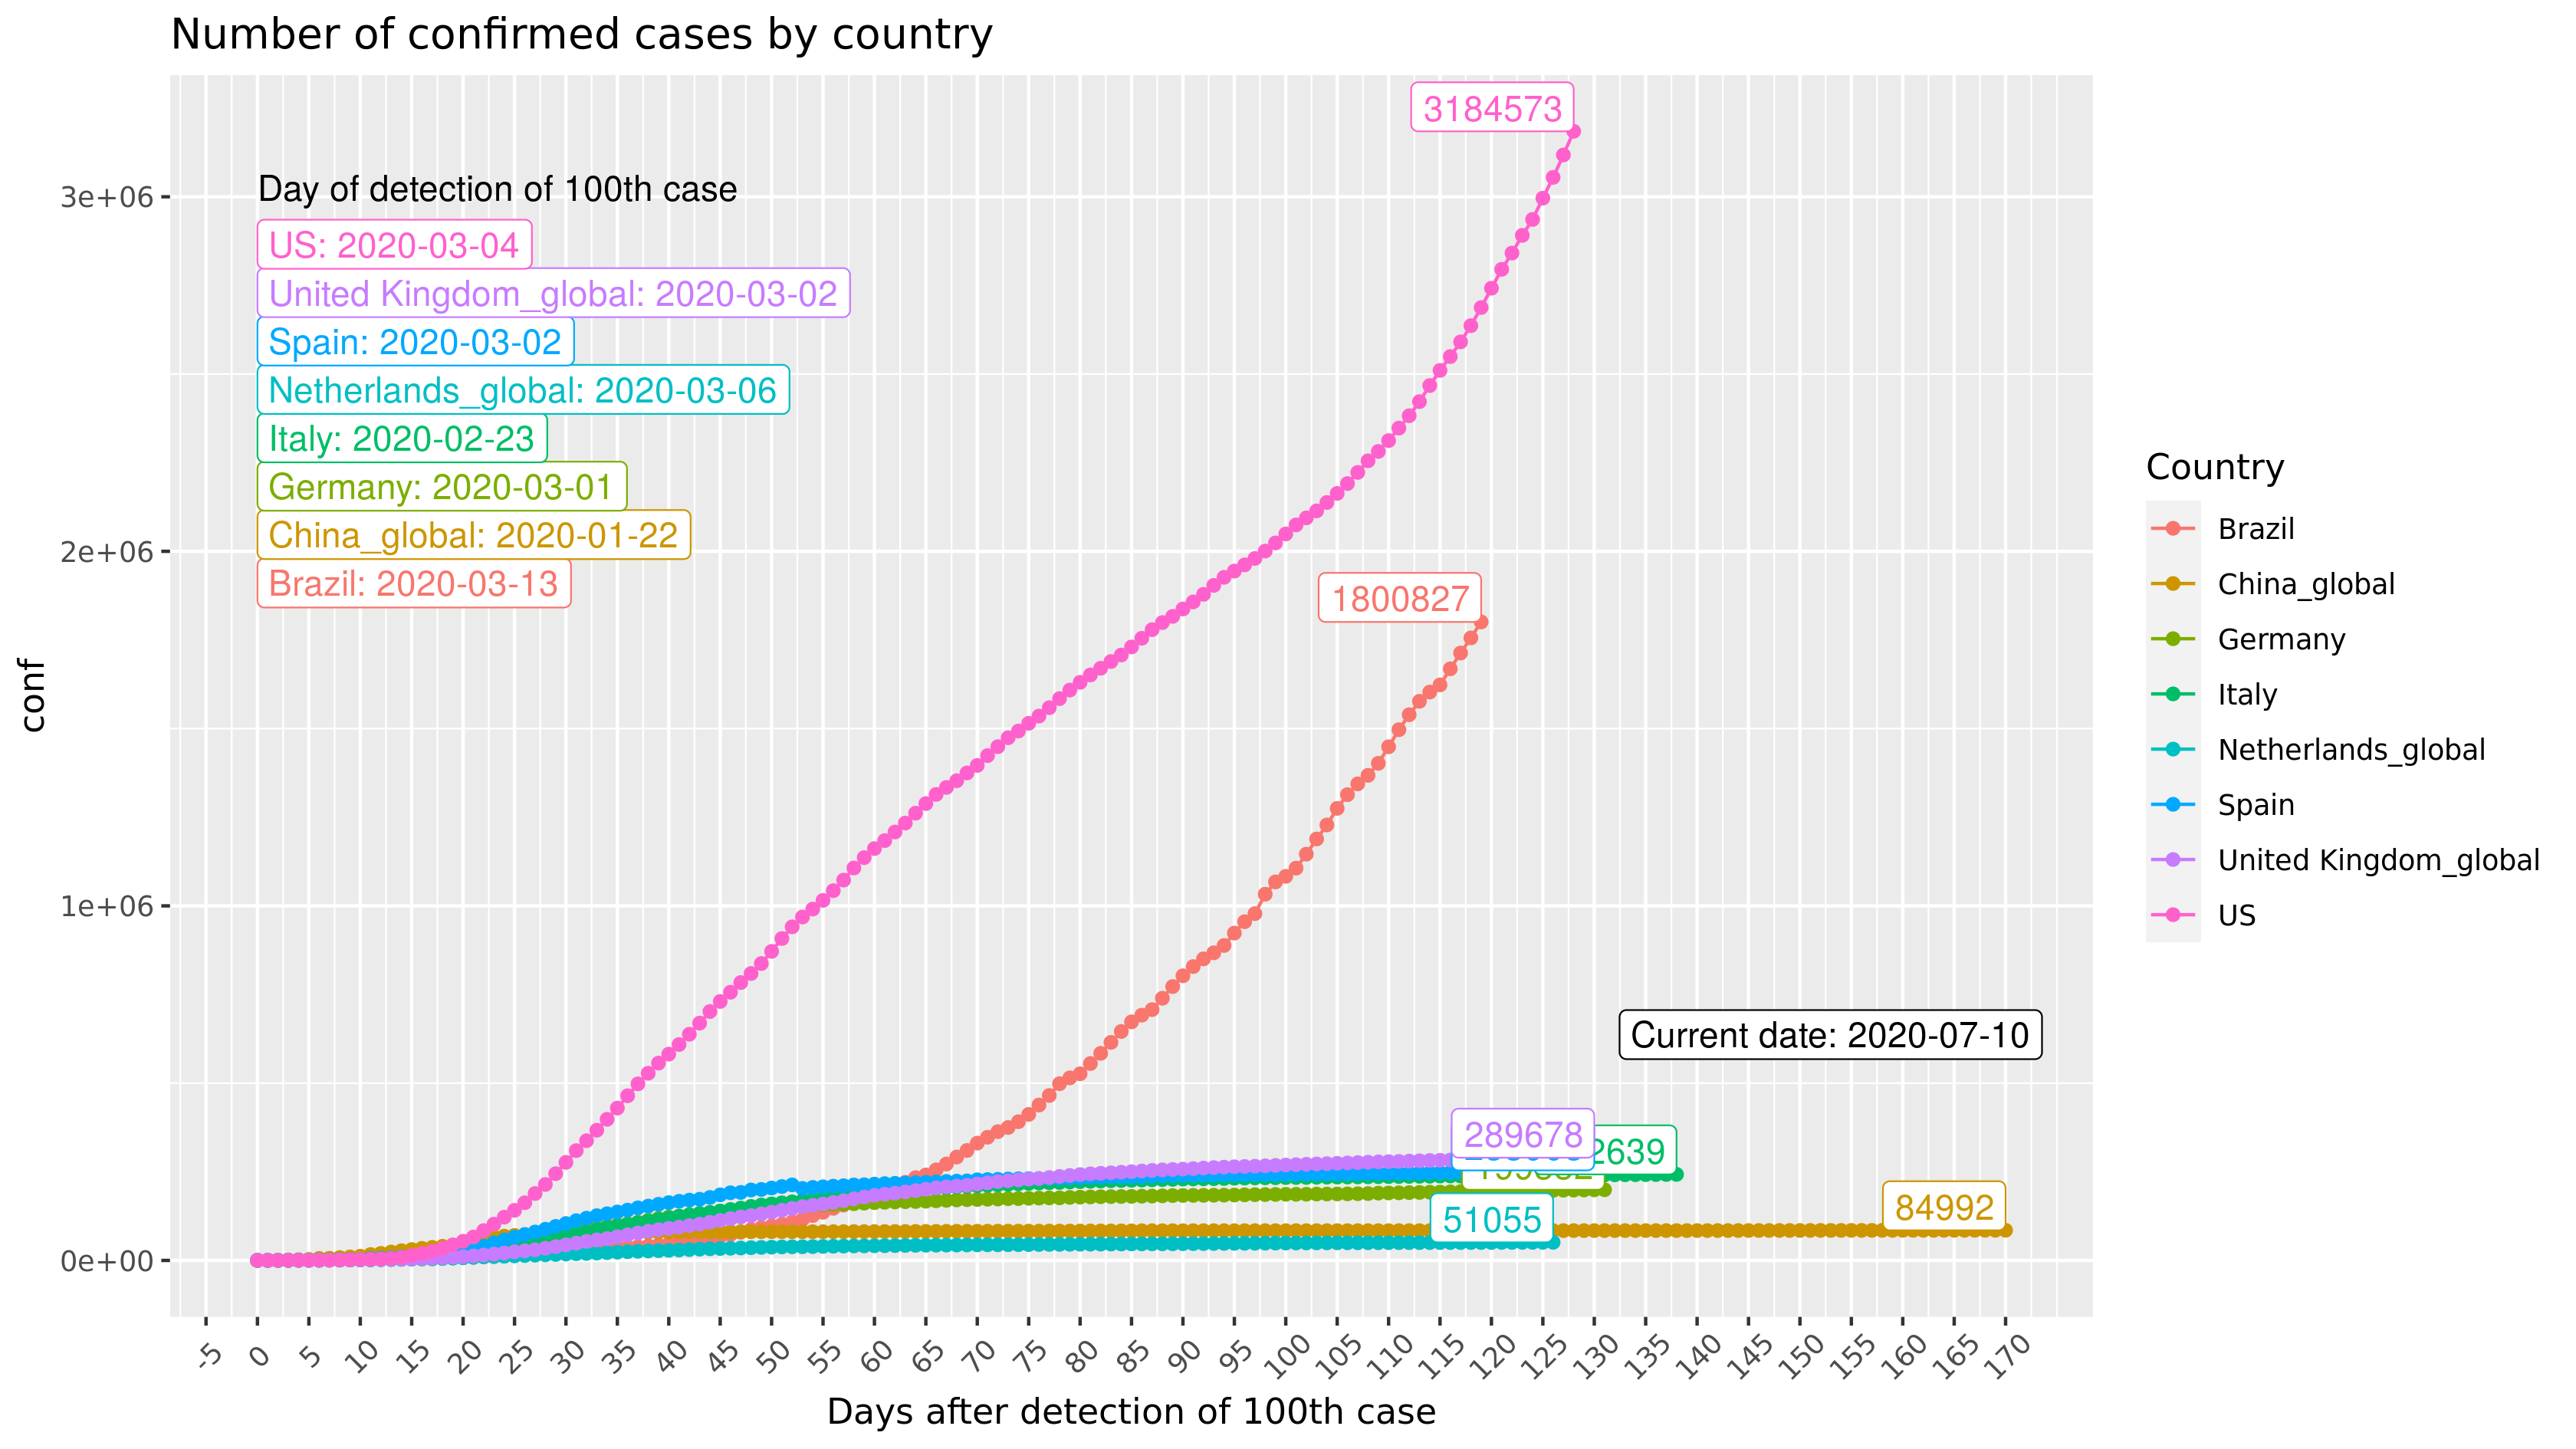 Number of confirmed cases by country
3184573
Day of detection of 100th case
3e+06
US: 2020-03-04
United Kingdom_global: 2020-03-02
Spain: 2020-03-02
Netherlands_global: 2020-03-06
Italy: 2020-02-23
Germany: 2020-03-01
China_global: 2020-01-22
2e+06
Brazil: 2020-03-13
1800827
conf
1e+06
Current date: 2020-07-10
289678
2639
84992
51055
0e+00
-5 0 5 10 15 20 25 30 35 40 45 50 55 60 65 70 75 80 85 90 95 100 105 110 115 120 125 130 135 140 145 150 155 160 165 170
Days after detection of 100th case
Country
Brazil
China_global
Germany
Italy
Netherlands_global
Spain
United Kingdom_global
US